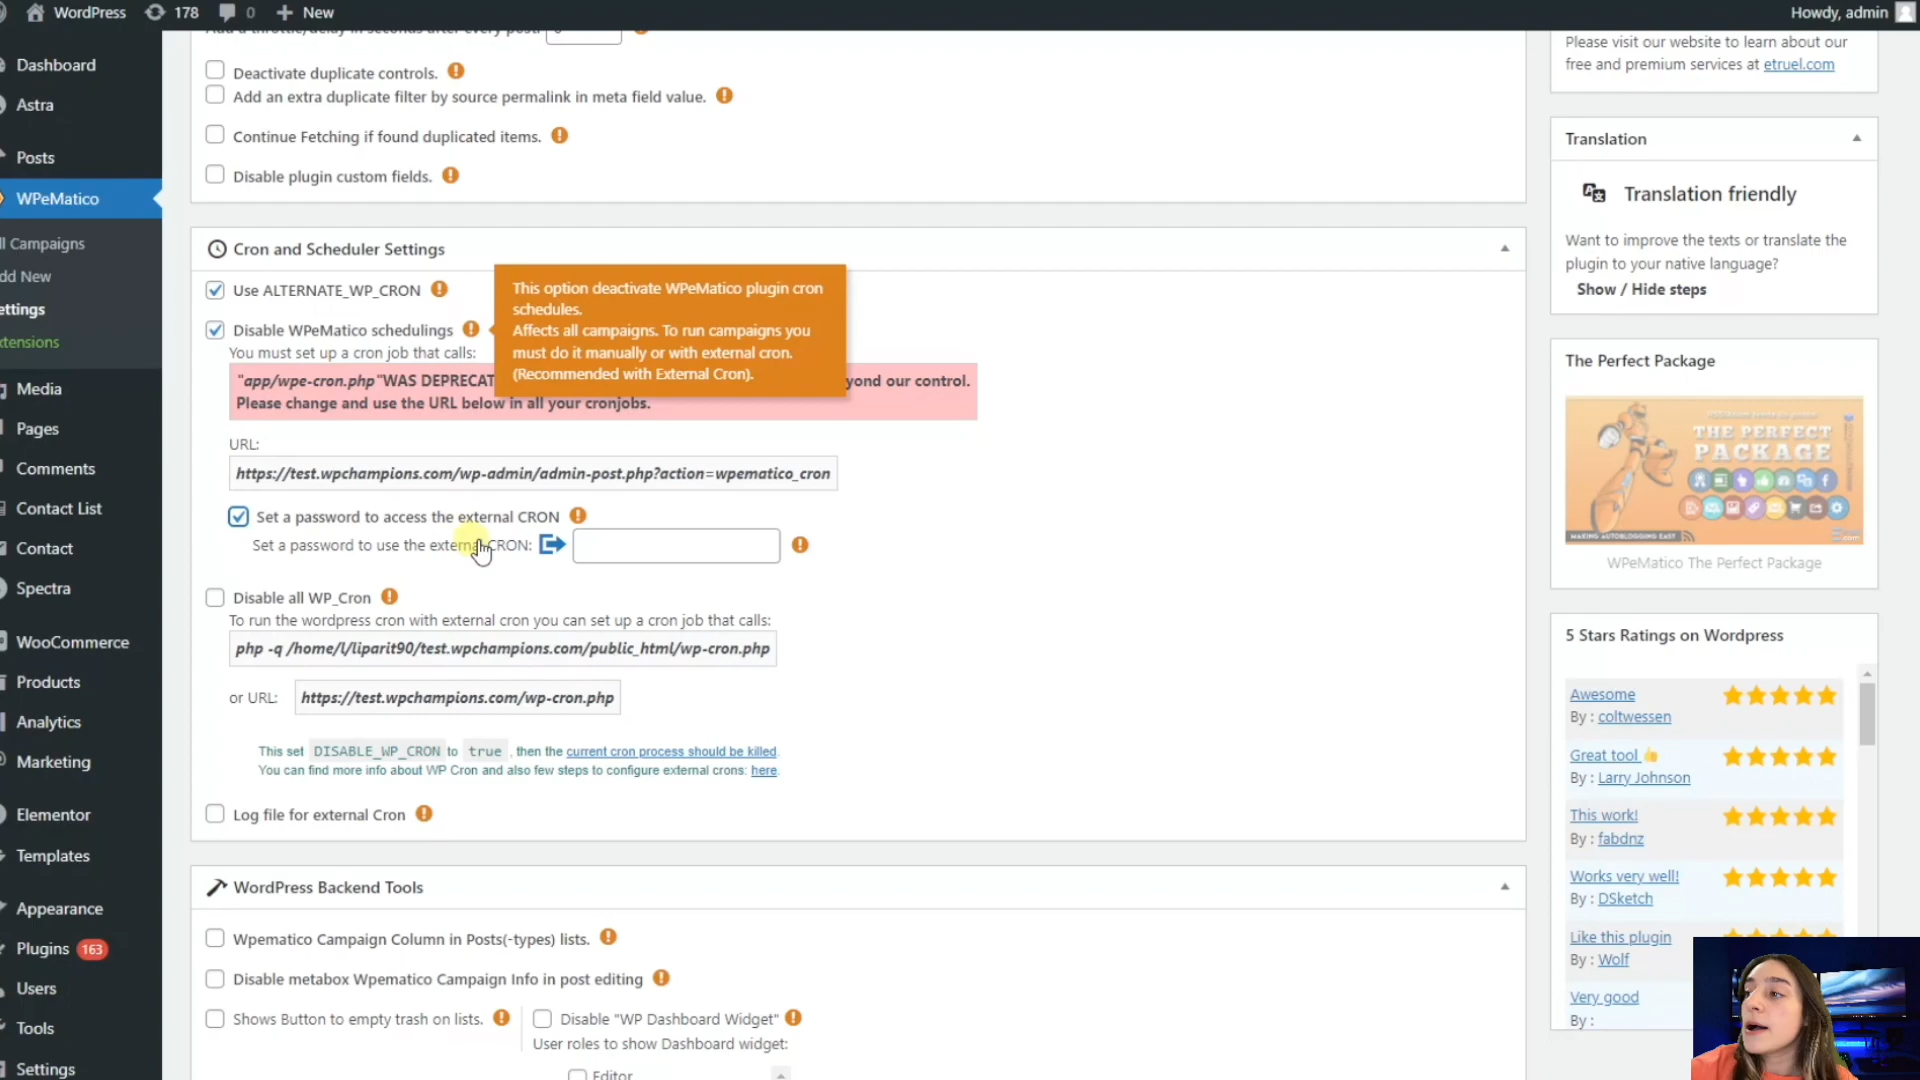 WordPress 178 0 New Howdy, admin
Dashboard
Astra
Posts
WPeMatico
ll Campaigns
dd New
ettings
xtensions
Media
Pages
Comments
Contact List
Contact
Spectra
WooCommerce
Products
Analytics
Marketing
Elementor
Templates
Appearance
Plugins 163
Users
Tools
Settings
Add a throttle/delay in seconds after every post.
Deactivate duplicate controls.
Add an extra duplicate filter by source permalink in meta field value.
Continue Fetching if found duplicated items.
Disable plugin custom fields.
Cron and Scheduler Settings
Use ALTERNATE_WP_CRON
Disable WPeMatico schedulings
This option deactivate WPeMatico plugin cron
schedules.
Affects all campaigns. To run campaigns you
must do it manually or with external cron.
(Recommended with External Cron).
You must set up a cron job that calls:
"app/wpe-cron.php"WAS DEPRECAT yond our control.
Please change and use the URL below in all your cronjobs.
URL:
https://test.wpchampions.com/wp-admin/admin-post.php?action=wpematico_cron
Set a password to access the external CRON
Set a password to use the external CRON:
Disable all WP_Cron
To run the wordpress cron with external cron you can set up a cron job that calls:
php -q /home/l/liparit90/test.wpchampions.com/public_html/wp-cron.php
or URL: https://test.wpchampions.com/wp-cron.php
This set DISABLE_WP_CRON to true , then the current cron process should be killed.
You can find more info about WP Cron and also few steps to configure external crons: here.
Log file for external Cron
WordPress Backend Tools
Wpematico Campaign Column in Posts(-types) lists.
Disable metabox Wpematico Campaign Info in post editing
Shows Button to empty trash on lists.
Disable "WP Dashboard Widget"
User roles to show Dashboard widget:
Editor
Please visit our website to learn about our
free and premium services at etruel.com
Translation
Translation friendly
Want to improve the texts or translate the
plugin to your native language?
Show / Hide steps
The Perfect Package
THE PERFECT
PACKAGE
MAKING AUTOBLOGGING EASY
WPeMatico The Perfect Package
5 Stars Ratings on Wordpress
Awesome
By : coltwessen
Great tool
By : Larry Johnson
This work!
By : fabdnz
Works very well!
By : DSketch
Like this plugin
By : Wolf
Very good
By :